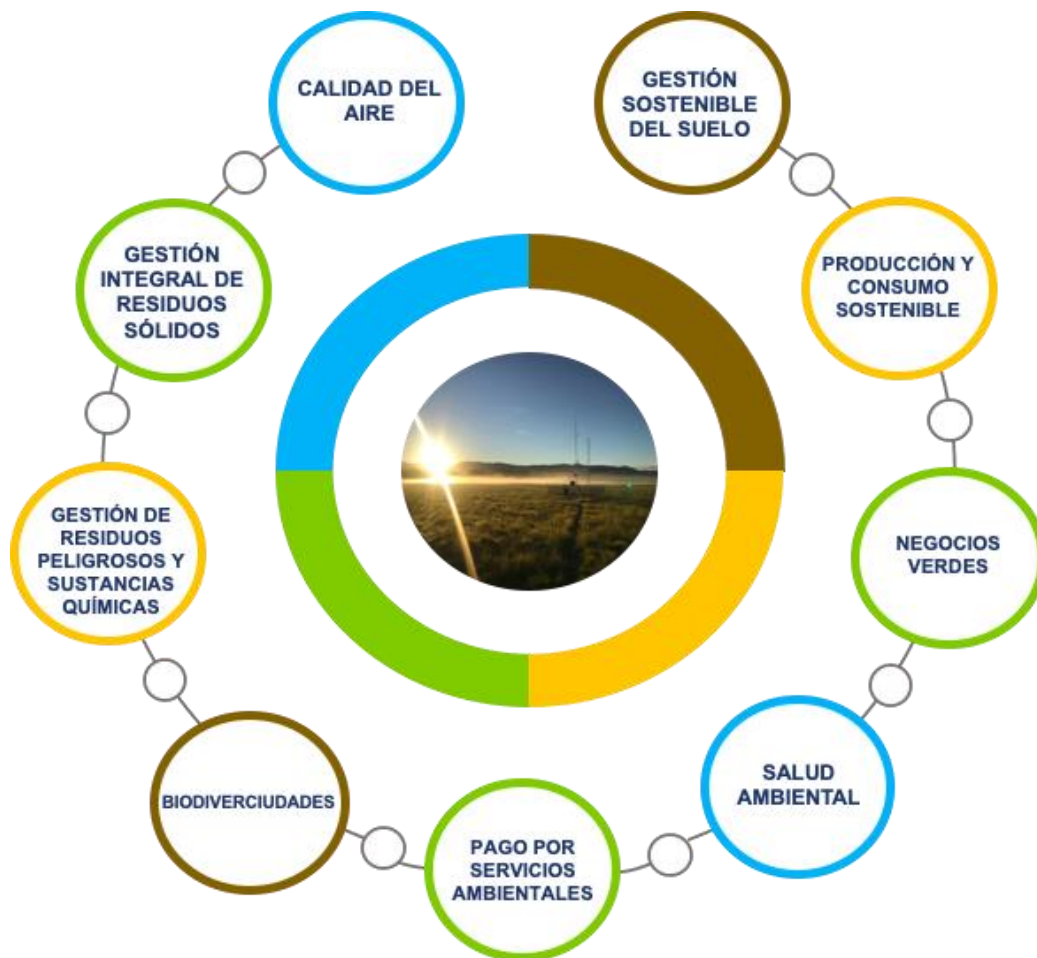 CALIDAD DEL
AIRE
GESTIÓN
SOSTENIBLE
DEL SUELO
GESTIÓN
INTEGRAL DE
RESIDUOS
SÓLIDOS
PRODUCCIÓN Y
CONSUMO
SOSTENIBLE
GESTIÓN DE
RESIDUOS
PELIGROSOS Y
SUSTANCIAS
QUÍMICAS
NEGOCIOS
VERDES
BIODIVERCIUDADES
SALUD
AMBIENTAL
PAGO POR
SERVICIOS
AMBIENTALES